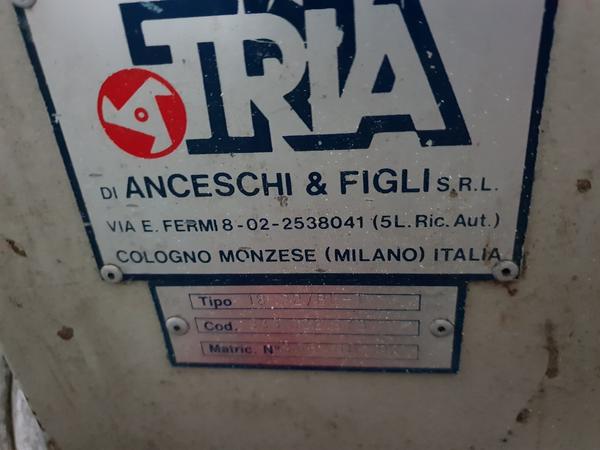 TRIA
DI ANCESCHI & FIGLI S.R.L.
VIA E. FERMI 8-02-2538041 (5L. Ric. Aut.)
COLOGNO MONZESE (MILANO) ITALIA
Tipo
Cod.
Matric. N°